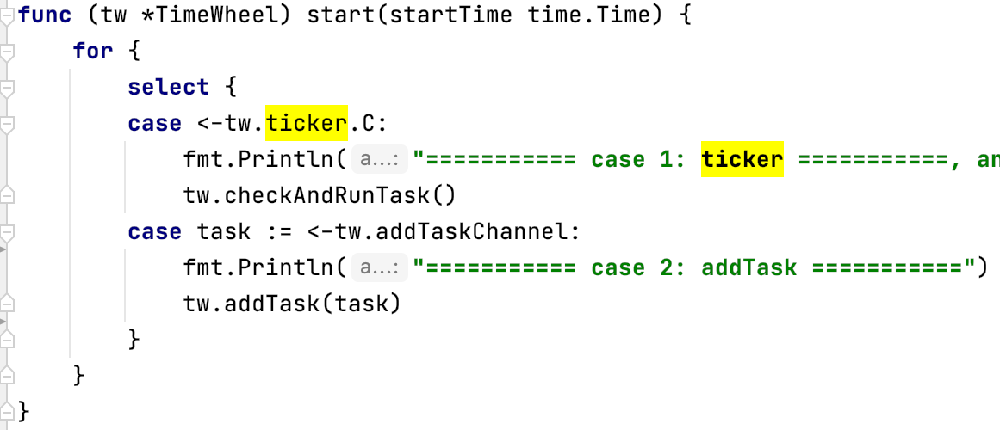 func (tw *TimeWheel) start(startTime time.Time) {
for {
select {
case <-tw.ticker.C:
fmt.Println( a...: "=========== case 1: ticker ===========, an
tw.checkAndRunTask()
case task := <-tw.addTaskChannel:
fmt.Println( a...: "=========== case 2: addTask ===========")
tw.addTask(task)
}
}
}